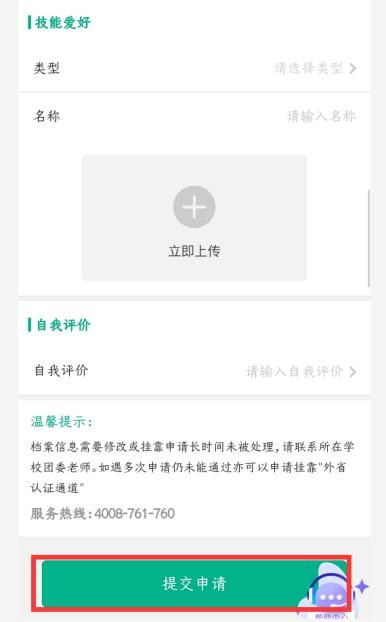 技能爱好
类型 请选择类型
名称 请输入名称
立即上传
自我评价
自我评价 请输入自我评价
温馨提示:
档案信息需要修改或挂靠申请长时间未被处理,请联系所在学
校团委老师。如遇多次申请仍未能通过亦可以申请挂靠"外省
认证通道"
服务热线:4008-761-760
提交申请